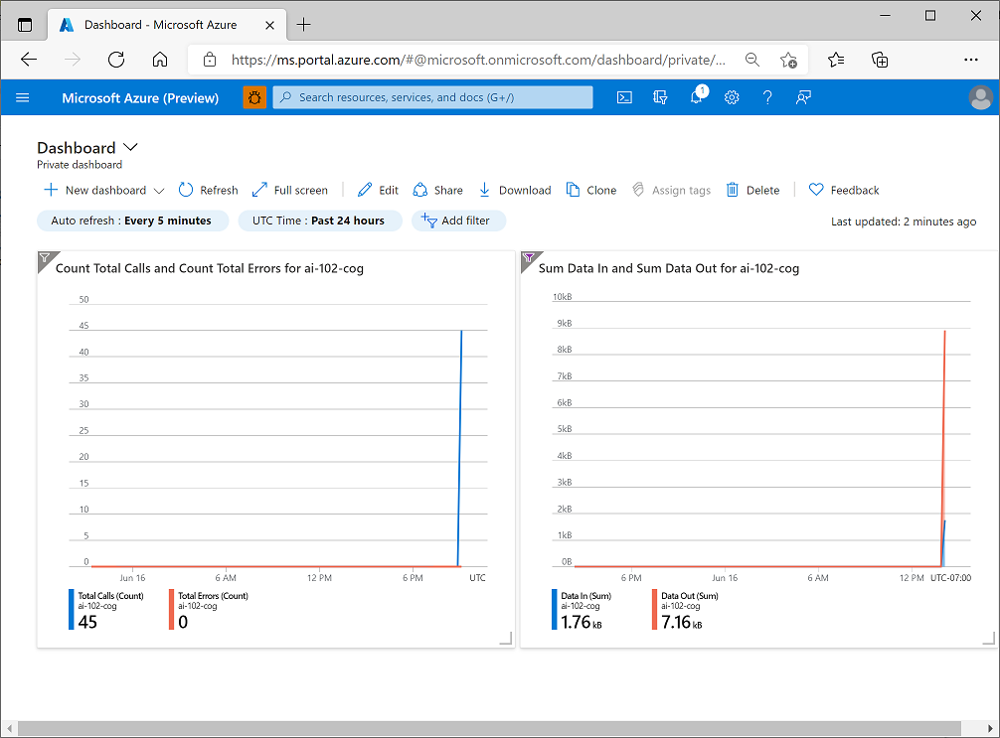 Dashboard - Microsoft Azure
https://ms.portal.azure.com/#@microsoft.onmicrosoft.com/dashboard/private/...
Microsoft Azure (Preview)
Search resources, services, and docs (G+/)
1
Dashboard
Private dashboard
New dashboard
Refresh
Full screen
Edit
Share
Download
Clone
Assign tags
Delete
Feedback
Auto refresh : Every 5 minutes
UTC Time : Past 24 hours
Add filter
Last updated: 2 minutes ago
Count Total Calls and Count Total Errors for ai-102-cog
50
45
40
35
30
25
20
15
10
5
0
Jun 16
6 AM
12 PM
6 PM
UTC
Total Calls (Count)
ai-102-cog
45
Total Errors (Count)
ai-102-cog
0
Sum Data In and Sum Data Out for ai-102-cog
10kB
9kB
8kB
7kB
6kB
5kB
4kB
3kB
2kB
1kB
0B
6 PM
Jun 16
6 AM
12 PM
UTC-07:00
Data In (Sum)
ai-102-cog
1.76 kB
Data Out (Sum)
ai-102-cog
7.16 kB